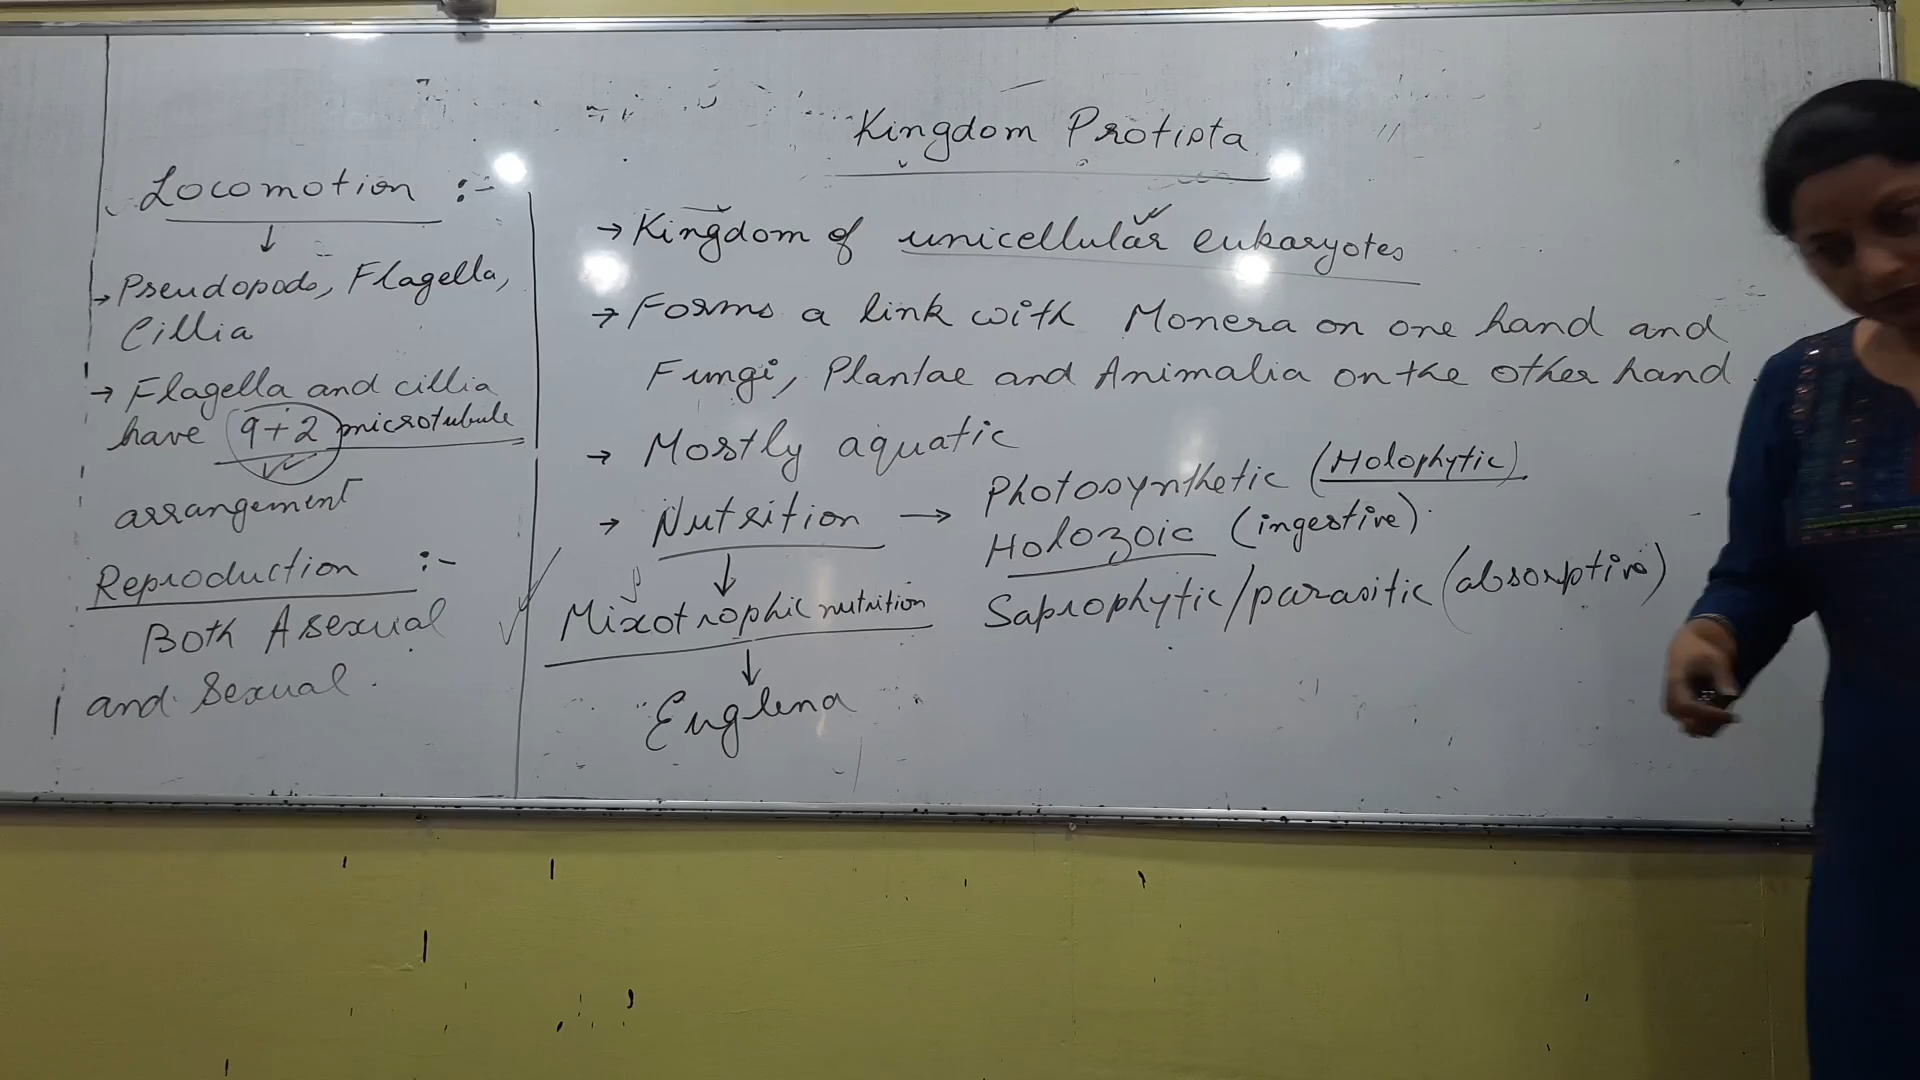 Kingdom Protista
Locomotion :-
↓
→ Pseudopods, Flagella,
Cillia
→ Flagella and cillia
have 9+2 microtubule
arrangement
Reproduction :-
Both Asexual
and Sexual.
→ Kingdom of unicellular eukaryotes
→ Forms a link with Monera on one hand and
Fungi, Plantae and Animalia on the other hand.
→ Mostly aquatic
→ Nutrition → Photosynthetic (Holophytic)
Holozoic (ingestive).
Saprophytic/parasitic (absorptive)
↓
Mixotrophic nutrition
↓
Euglena